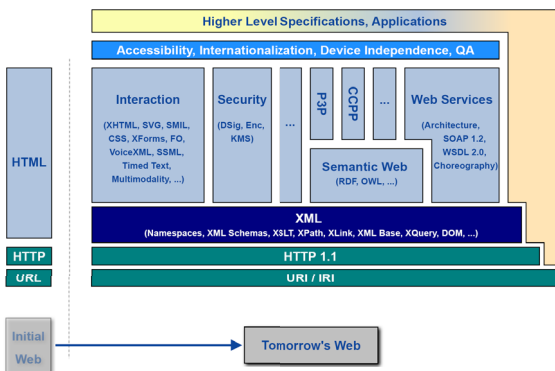 Higher Level Specifications, Applications
Accessibility, Internationalization, Device Independence, QA
HTML
Interaction
(XHTML, SVG, SMIL,
CSS, XForms, FO,
VoiceXML, SSML,
Timed Text,
Multimodality, ...)
Security
(DSig, Enc,
KMS)
...
P3P
CCPP
...
Web Services
(Architecture,
SOAP 1.2,
WSDL 2.0,
Choreography)
Semantic Web
(RDF, OWL, ...)
XML
(Namespaces, XML Schemas, XSLT, XPath, XLink, XML Base, XQuery, DOM, ...)
HTTP
HTTP 1.1
URL
URI / IRI
Initial
Web
Tomorrow's Web